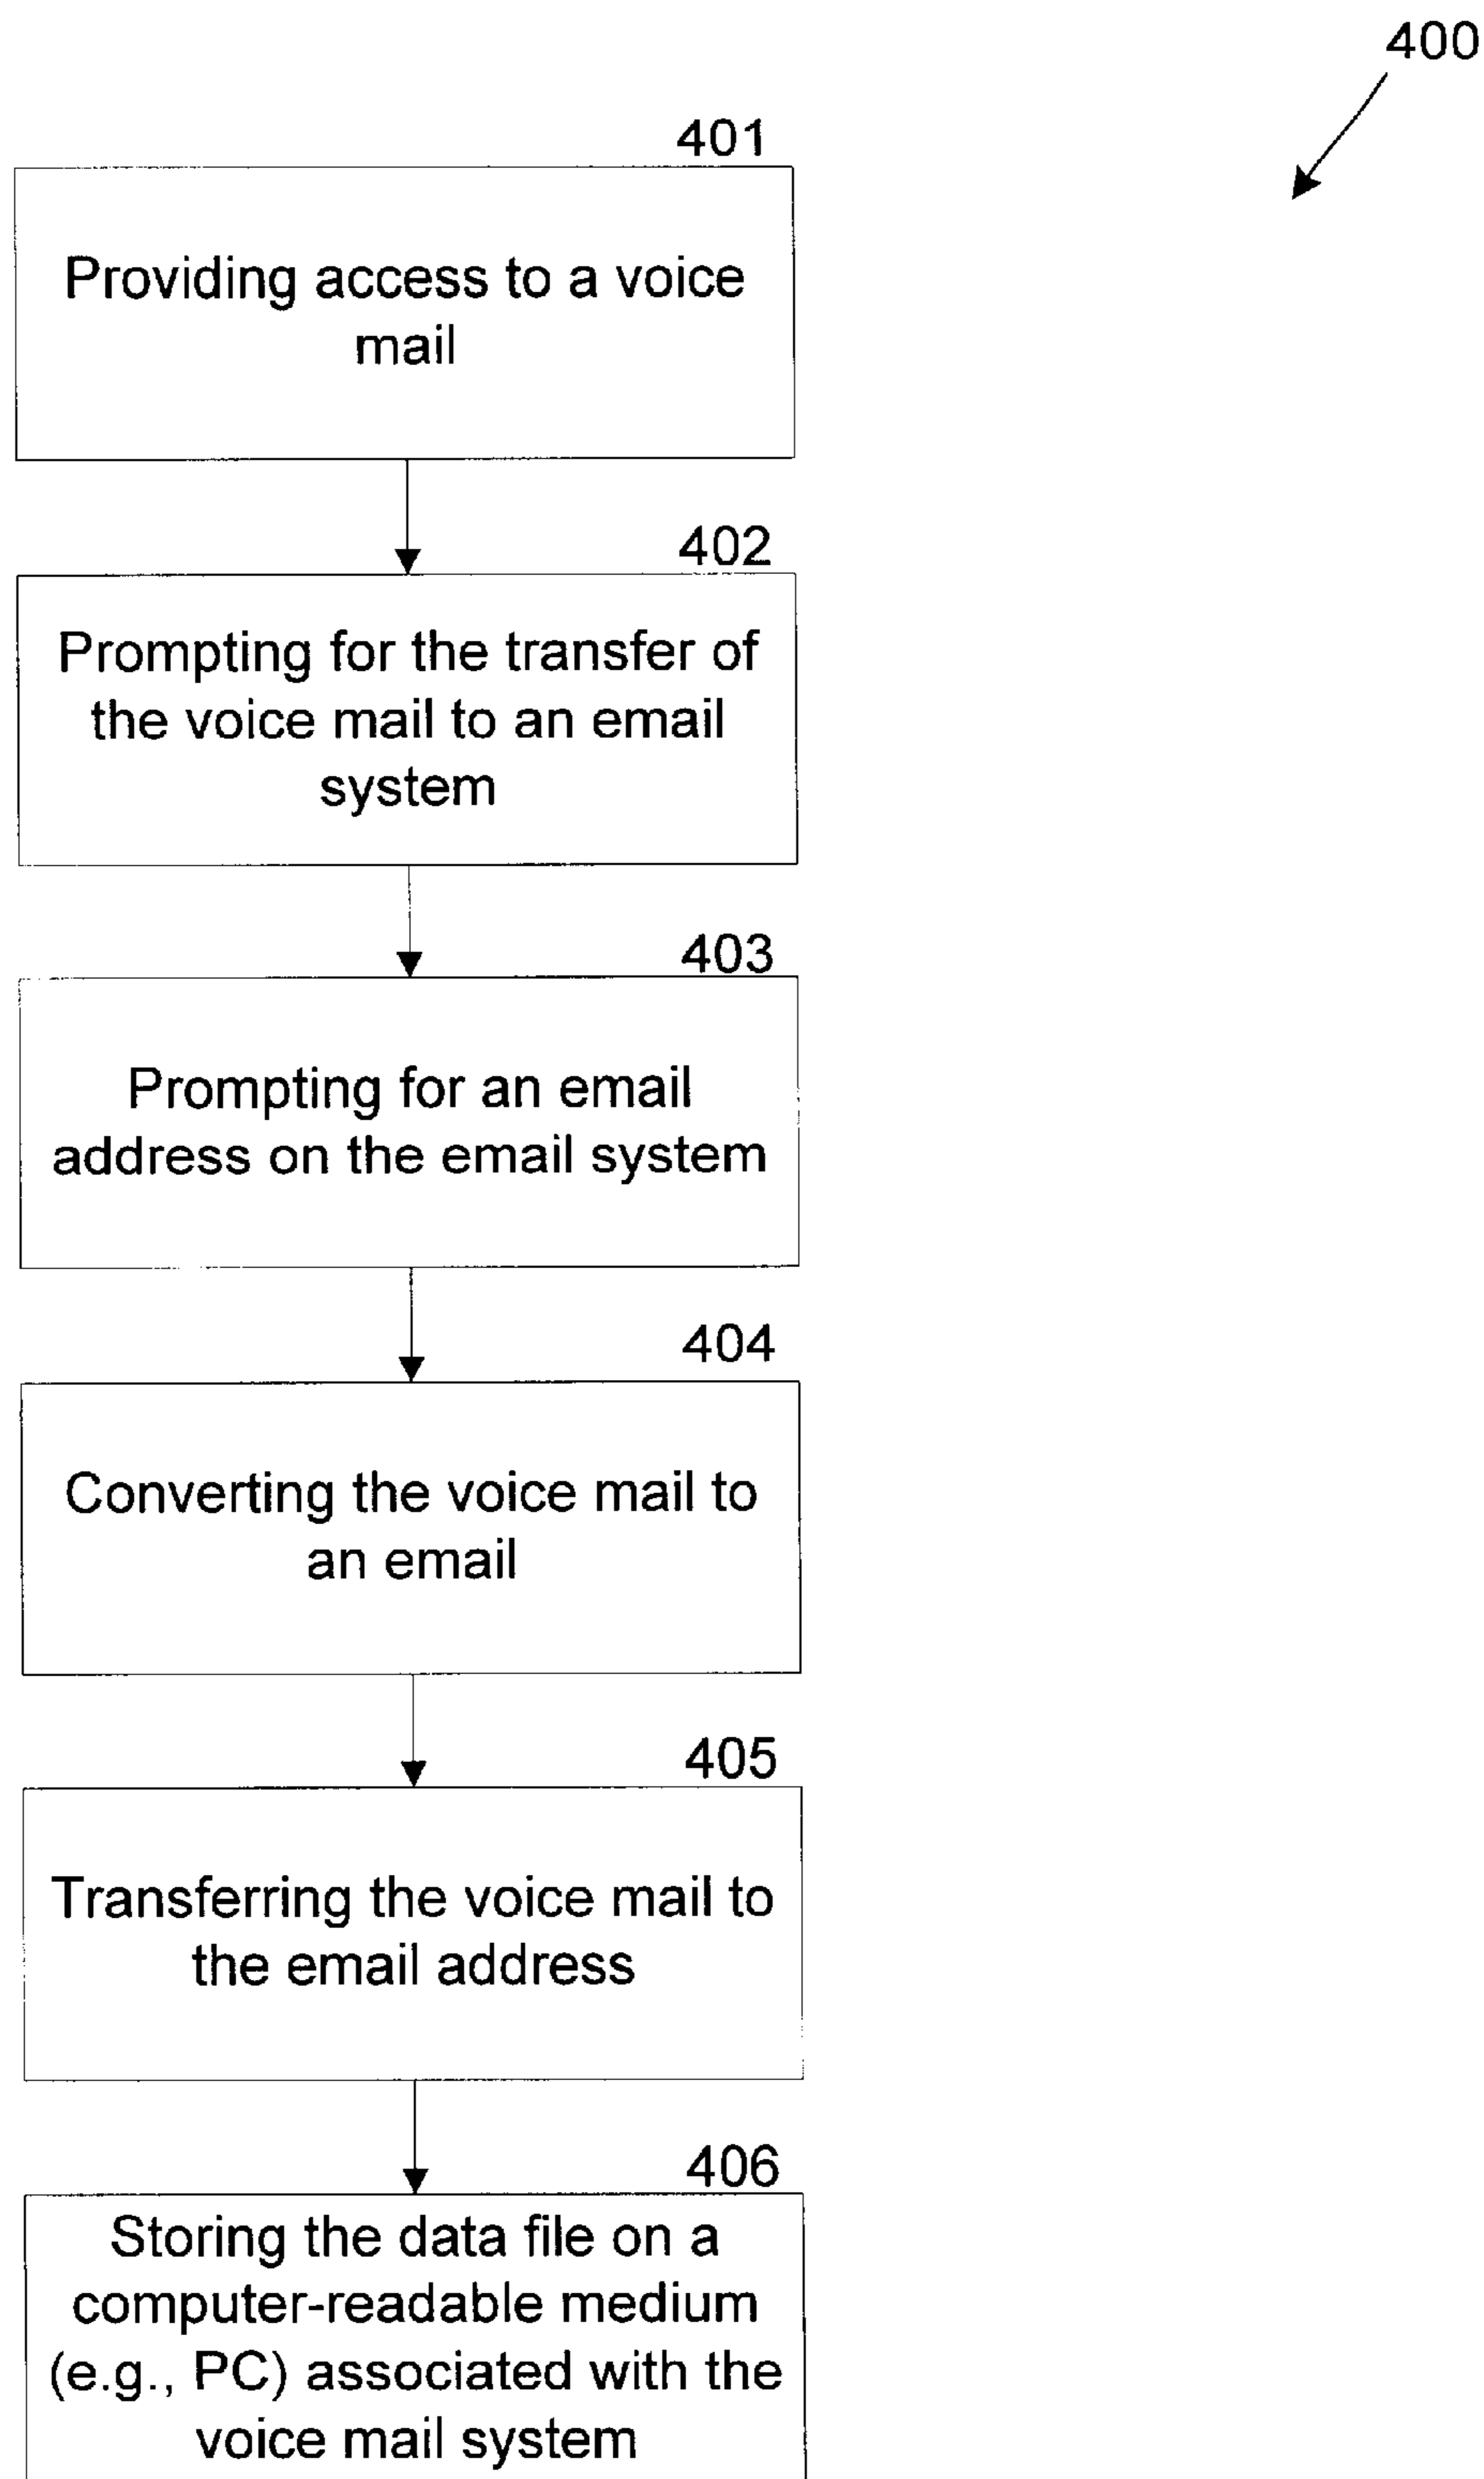 400
401
Providing access to a voice
mail
402
Prompting for the transfer of
the voice mail to an email
system
403
Prompting for an email
address on the email system
404
Converting the voice mail to
an email
405
Transferring the voice mail to
the email address
406
Storing the data file on a
computer-readable medium
(e.g., PC) associated with the
voice mail system